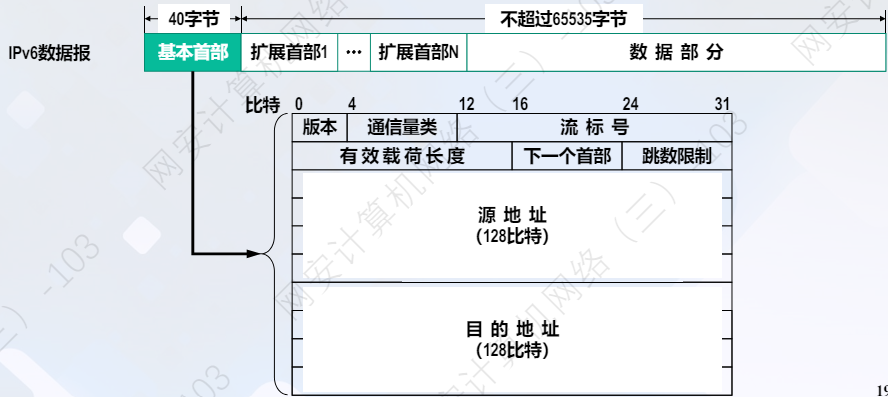 40字节 不超过65535字节
IPv6数据报 基本首部 扩展首部1 … 扩展首部N 数据部分
比特 0 4 12 16 24 31
版本 通信量类 流标号
有效载荷长度 下一个首部 跳数限制
源地址
(128比特)
目的地址
(128比特)
网安计算机网络（三）-103
19